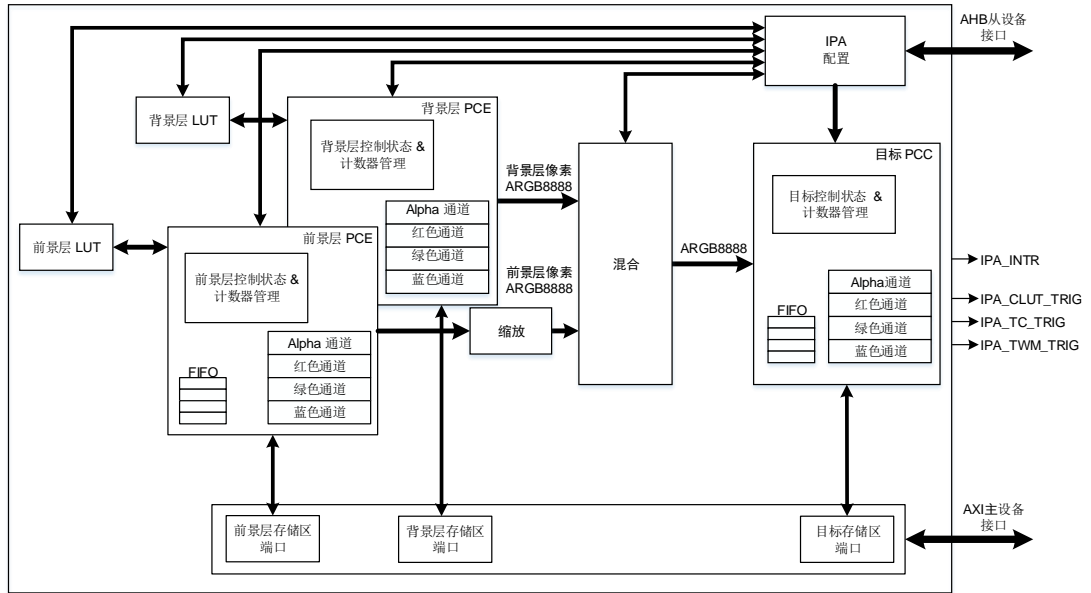 IPA
配置
AHB从设备
接口
背景层 LUT
背景层 PCE
背景层控制状态 &
计数器管理
Alpha 通道
红色通道
绿色通道
蓝色通道
背景层像素
ARGB8888
前景层 LUT
前景层 PCE
前景层控制状态 &
计数器管理
FIFO
Alpha 通道
红色通道
绿色通道
蓝色通道
前景层像素
ARGB8888
缩放
混合
ARGB8888
目标 PCC
目标控制状态 &
计数器管理
FIFO
Alpha通道
红色通道
绿色通道
蓝色通道
IPA_INTR
IPA_CLUT_TRIG
IPA_TC_TRIG
IPA_TWM_TRIG
前景层存储区
端口
背景层存储区
端口
目标存储区
端口
AXI主设备
接口